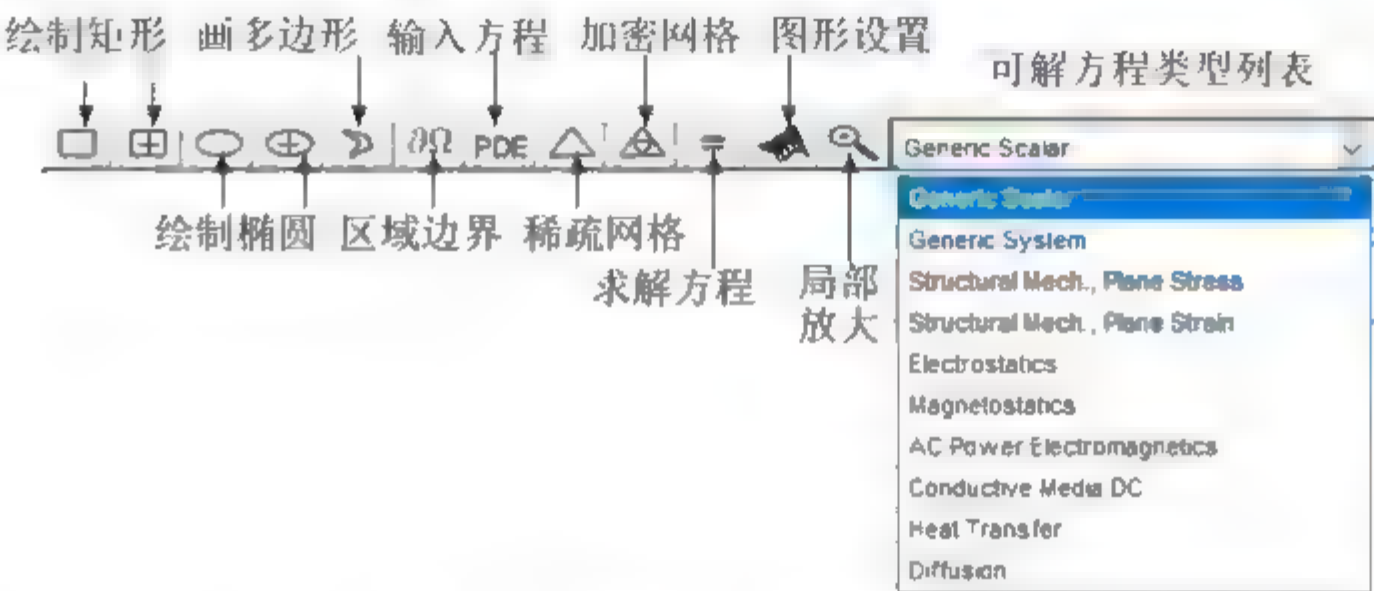 绘制矩形 画多边形 输入方程 加密网格 图形设置
可解方程类型列表
∂Ω PDE = Generic Scalar
绘制椭圆 区域边界 稀疏网格
求解方程
局部
放大
Generic Scalar
Generic System
Structural Mech., Plane Stress
Structural Mech., Plane Strain
Electrostatics
Magnetostatics
AC Power Electromagnetics
Conductive Media DC
Heat Transfer
Diffusion